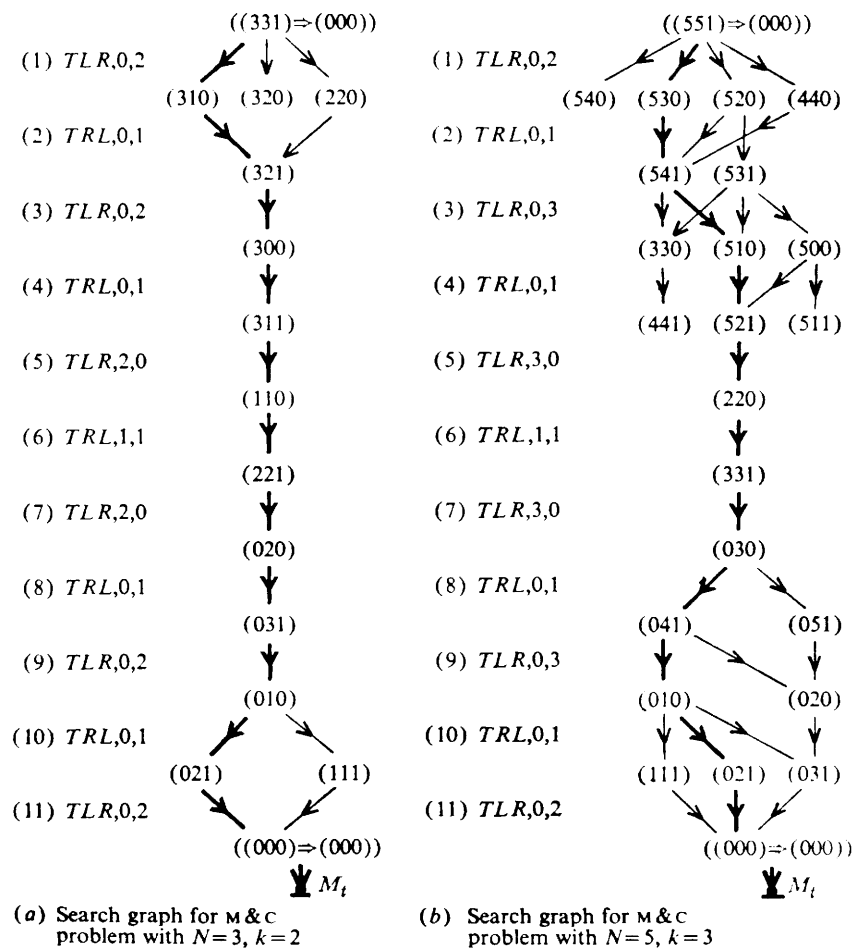 ((331)⇒(000))
(1) TLR,0,2
(310) (320) (220)
(2) TRL,0,1
(321)
(3) TLR,0,2
(300)
(4) TRL,0,1
(311)
(5) TLR,2,0
(110)
(6) TRL,1,1
(221)
(7) TLR,2,0
(020)
(8) TRL,0,1
(031)
(9) TLR,0,2
(010)
(10) TRL,0,1
(021) (111)
(11) TLR,0,2
((000)⇒(000))
M_t
(a) Search graph for M & C
problem with N=3, k=2
((551)⇒(000))
(1) TLR,0,2
(540) (530) (520) (440)
(2) TRL,0,1
(541) (531)
(3) TLR,0,3
(330) (510) (500)
(4) TRL,0,1
(441) (521) (511)
(5) TLR,3,0
(220)
(6) TRL,1,1
(331)
(7) TLR,3,0
(030)
(8) TRL,0,1
(041) (051)
(9) TLR,0,3
(010) (020)
(10) TRL,0,1
(111) (021) (031)
(11) TLR,0,2
((000)⇒(000))
M_t
(b) Search graph for M & C
problem with N=5, k=3